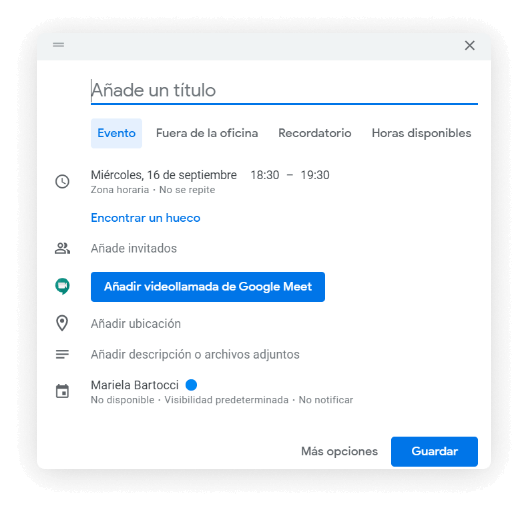 Añade un título
Evento Fuera de la oficina Recordatorio Horas disponibles
Miércoles, 16 de septiembre 18:30 – 19:30
Zona horaria · No se repite
Encontrar un hueco
Añade invitados
Añadir videollamada de Google Meet
Añadir ubicación
Añadir descripción o archivos adjuntos
Mariela Bartocci
No disponible · Visibilidad predeterminada · No notificar
Más opciones Guardar